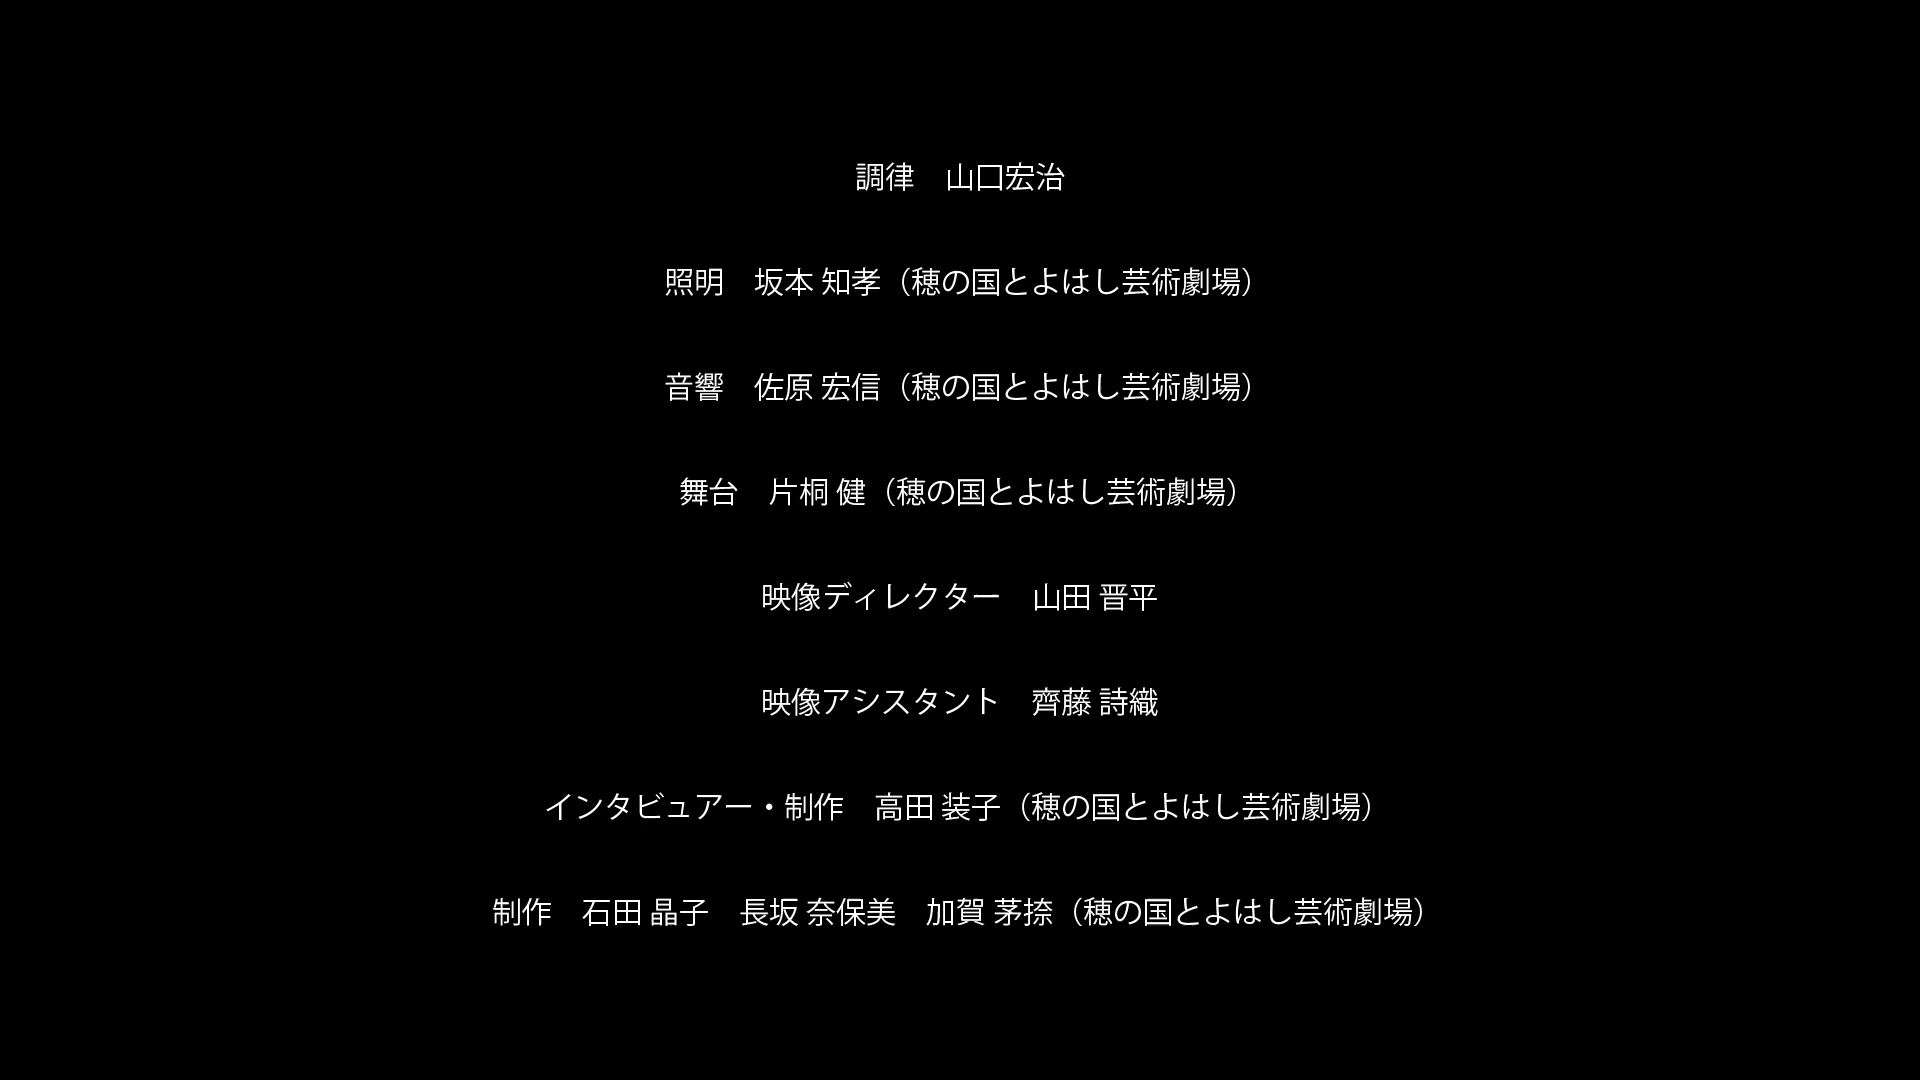 調律　山口宏治
照明　坂本 知孝（穂の国とよはし芸術劇場）
音響　佐原 宏信（穂の国とよはし芸術劇場）
舞台　片桐 健（穂の国とよはし芸術劇場）
映像ディレクター　山田 晋平
映像アシスタント　齊藤 詩織
インタビュアー・制作　高田 装子（穂の国とよはし芸術劇場）
制作　石田 晶子　長坂 奈保美　加賀 茅捺（穂の国とよはし芸術劇場）